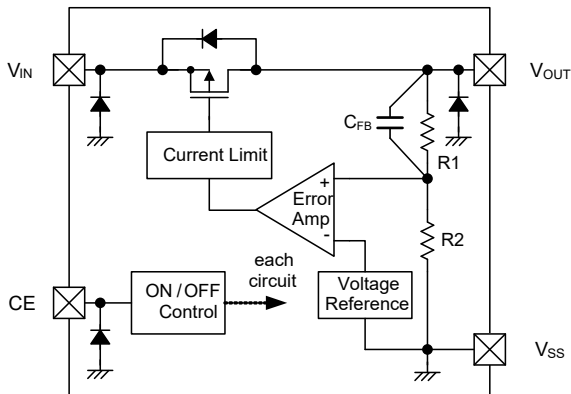 VIN
VOUT
CFB
R1
Current Limit
+
Error
Amp
-
R2
each
circuit
Voltage
Reference
CE
ON / OFF
Control
VSS